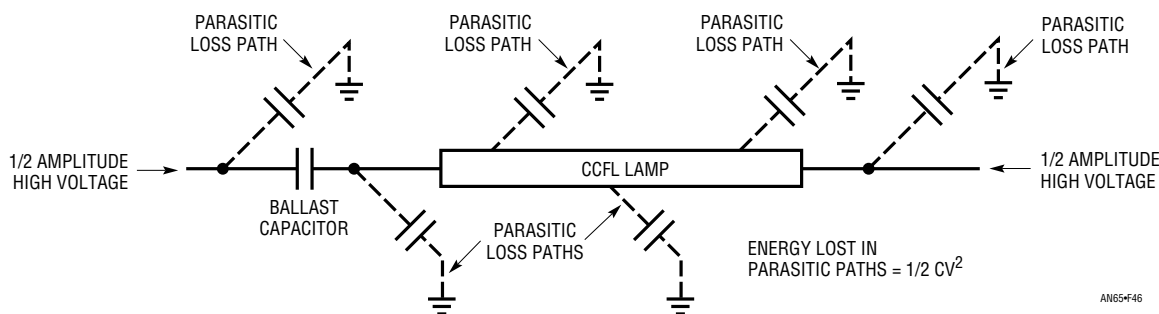 PARASITIC
LOSS PATH
PARASITIC
LOSS PATH
PARASITIC
LOSS PATH
PARASITIC
LOSS PATH
1/2 AMPLITUDE
HIGH VOLTAGE
BALLAST
CAPACITOR
CCFL LAMP
1/2 AMPLITUDE
HIGH VOLTAGE
PARASITIC
LOSS PATHS
ENERGY LOST IN
PARASITIC PATHS = 1/2 CV²
AN65•F46